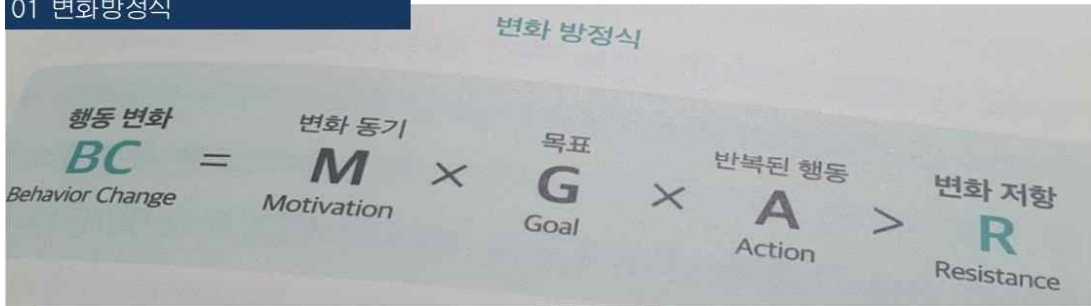 01 변화방정식
변화 방정식
행동 변화 변화 동기 목표 반복된 행동 변화 저항
BC = M × G × A > R
Behavior Change Motivation Goal Action Resistance